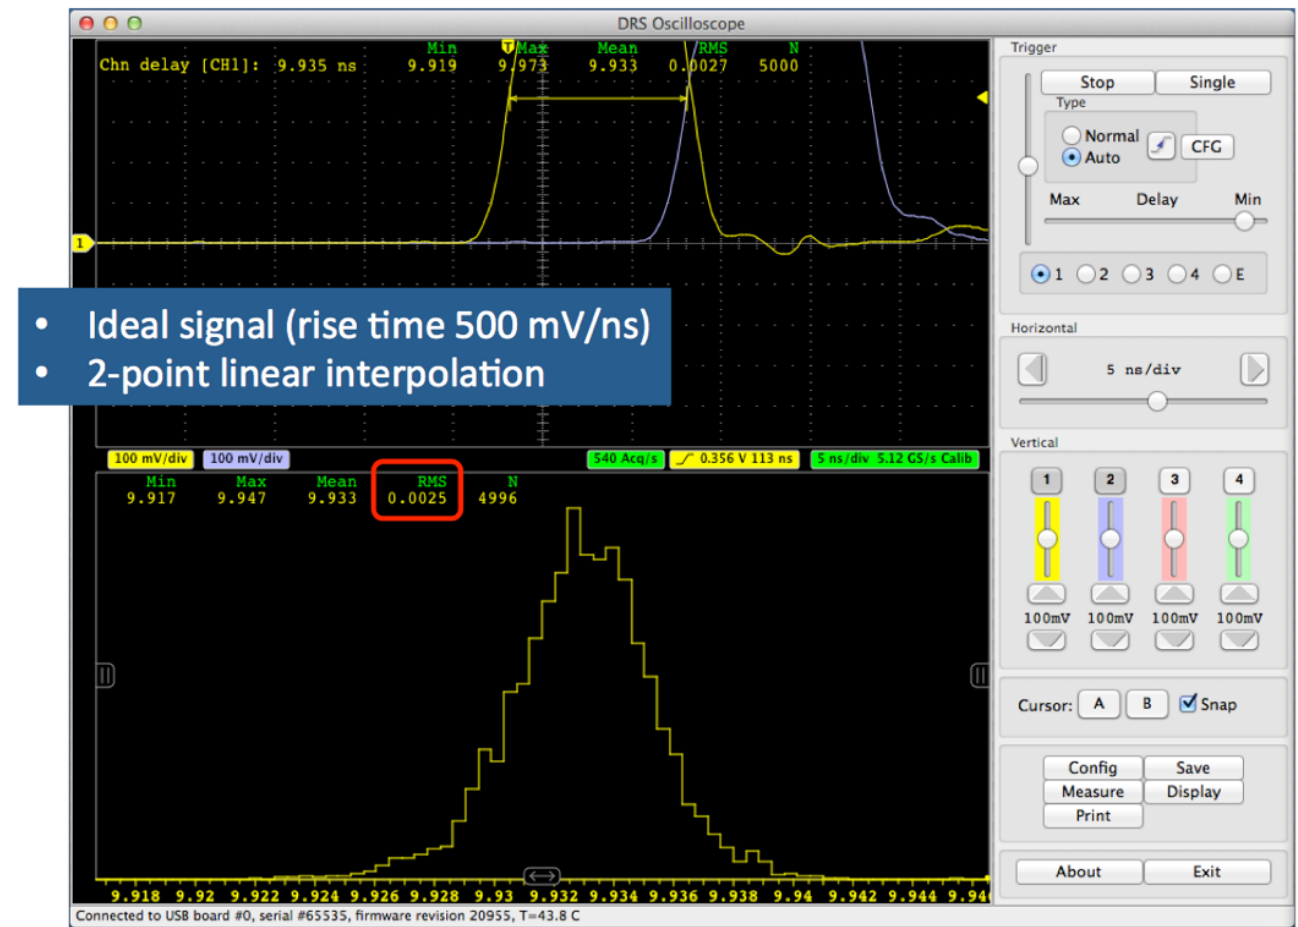 DRS Oscilloscope
Min Max Mean RMS N
Chn delay [CH1]: 9.935 ns 9.919 9.973 9.933 0.0027 5000
T
1
• Ideal signal (rise time 500 mV/ns)
• 2-point linear interpolation
100 mV/div 100 mV/div 540 Acq/s 0.356 V 113 ns 5 ns/div 5.12 GS/s Calib
Min Max Mean RMS N
9.917 9.947 9.933 0.0025 4996
9.918 9.92 9.922 9.924 9.926 9.928 9.93 9.932 9.934 9.936 9.938 9.94 9.942 9.944 9.94
Connected to USB board #0, serial #65535, firmware revision 20955, T=43.8 C
Trigger
Stop Single
Type
Normal
Auto
CFG
Max Delay Min
1 2 3 4 E
Horizontal
5 ns/div
Vertical
1 2 3 4
100mV 100mV 100mV 100mV
Cursor: A B Snap
Config Save
Measure Display
Print
About Exit